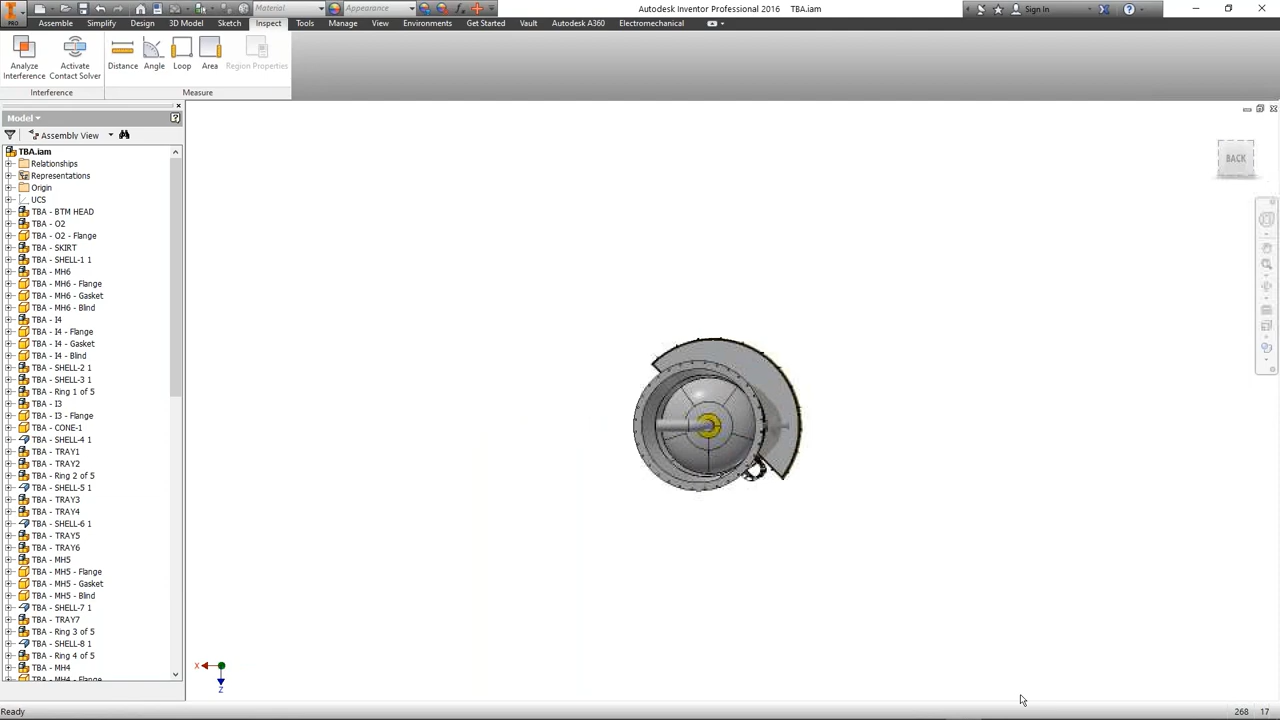 Material
Appearance
Autodesk Inventor Professional 2016 TBA.iam
Sign In
PRO
Assemble Simplify Design 3D Model Sketch Inspect Tools Manage View Environments Get Started Vault Autodesk A360 Electromechanical
Analyze Interference
Activate Contact Solver
Distance Angle Loop Area Region Properties
Interference Measure
Model
Assembly View
TBA.iam
Relationships
Representations
Origin
UCS
TBA - BTM HEAD
TBA - O2
TBA - O2 - Flange
TBA - SKIRT
TBA - SHELL-1 1
TBA - MH6
TBA - MH6 - Flange
TBA - MH6 - Gasket
TBA - MH6 - Blind
TBA - I4
TBA - I4 - Flange
TBA - I4 - Gasket
TBA - I4 - Blind
TBA - SHELL-2 1
TBA - SHELL-3 1
TBA - Ring 1 of 5
TBA - I3
TBA - I3 - Flange
TBA - CONE-1
TBA - SHELL-4 1
TBA - TRAY1
TBA - TRAY2
TBA - Ring 2 of 5
TBA - SHELL-5 1
TBA - TRAY3
TBA - TRAY4
TBA - SHELL-6 1
TBA - TRAY5
TBA - TRAY6
TBA - MH5
TBA - MH5 - Flange
TBA - MH5 - Gasket
TBA - MH5 - Blind
TBA - SHELL-7 1
TBA - TRAY7
TBA - Ring 3 of 5
TBA - SHELL-8 1
TBA - Ring 4 of 5
TBA - MH4
TBA - MH4 - Flange
BACK
X
Z
Ready
268 17